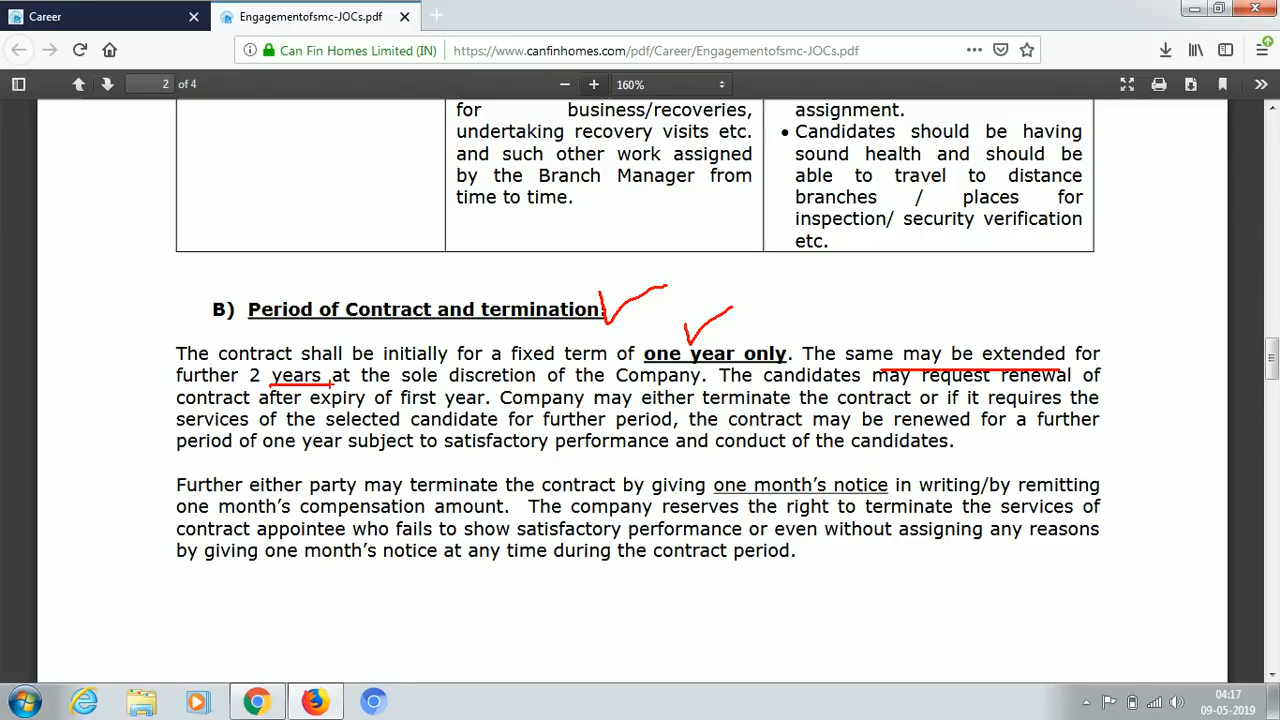 Career
Engagementofsmc-JOCs.pdf
Can Fin Homes Limited (IN)
https://www.canfinhomes.com/pdf/Career/Engagementofsmc-JOCs.pdf
2 of 4
160%
for business/recoveries,
undertaking recovery visits etc.
and such other work assigned
by the Branch Manager from
time to time.
assignment.
• Candidates should be having
sound health and should be
able to travel to distance
branches / places for
inspection/ security verification
etc.
B) Period of Contract and termination:
The contract shall be initially for a fixed term of one year only. The same may be extended for
further 2 years at the sole discretion of the Company. The candidates may request renewal of
contract after expiry of first year. Company may either terminate the contract or if it requires the
services of the selected candidate for further period, the contract may be renewed for a further
period of one year subject to satisfactory performance and conduct of the candidates.
Further either party may terminate the contract by giving one month's notice in writing/by remitting
one month's compensation amount. The company reserves the right to terminate the services of
contract appointee who fails to show satisfactory performance or even without assigning any reasons
by giving one month's notice at any time during the contract period.
04:17
09-05-2019